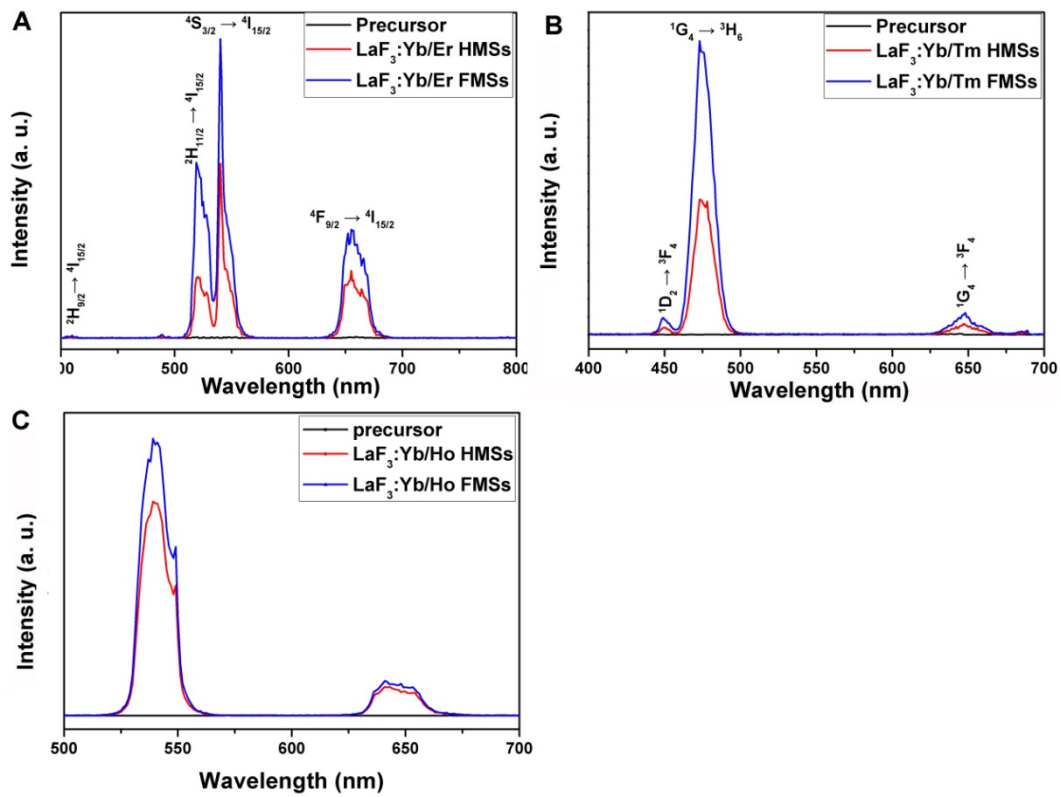 A
⁴S₃/₂ → ⁴I₁₅/₂
Precursor
LaF₃:Yb/Er HMSs
LaF₃:Yb/Er FMSs
²H₁₁/₂ → ⁴I₁₅/₂
⁴F₉/₂ → ⁴I₁₅/₂
²H₉/₂ → ⁴I₁₅/₂
Intensity (a. u.)
00 500 600 700 800
Wavelength (nm)
B
¹G₄ → ³H₆
Precursor
LaF₃:Yb/Tm HMSs
LaF₃:Yb/Tm FMSs
¹D₂ → ³F₄
¹G₄ → ³F₄
Intensity (a. u.)
400 450 500 550 600 650 700
Wavelength (nm)
C
precursor
LaF₃:Yb/Ho HMSs
LaF₃:Yb/Ho FMSs
Intensity (a. u.)
500 550 600 650 700
Wavelength (nm)